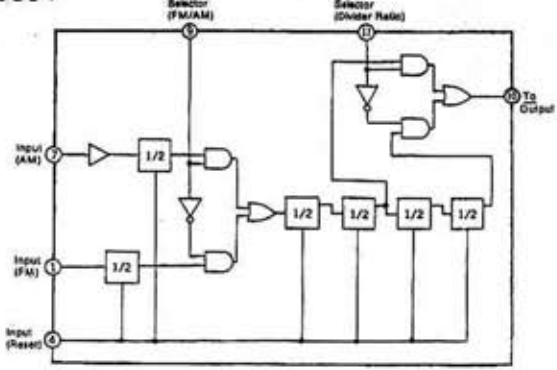 Selector
(FM/AM)
Selector
(Divider Ratio)
9
11
10
To
Output
Input
(AM)
7
1/2
1/2
1/2
1/2
1/2
Input
(FM)
1
1/2
Input
(Reset)